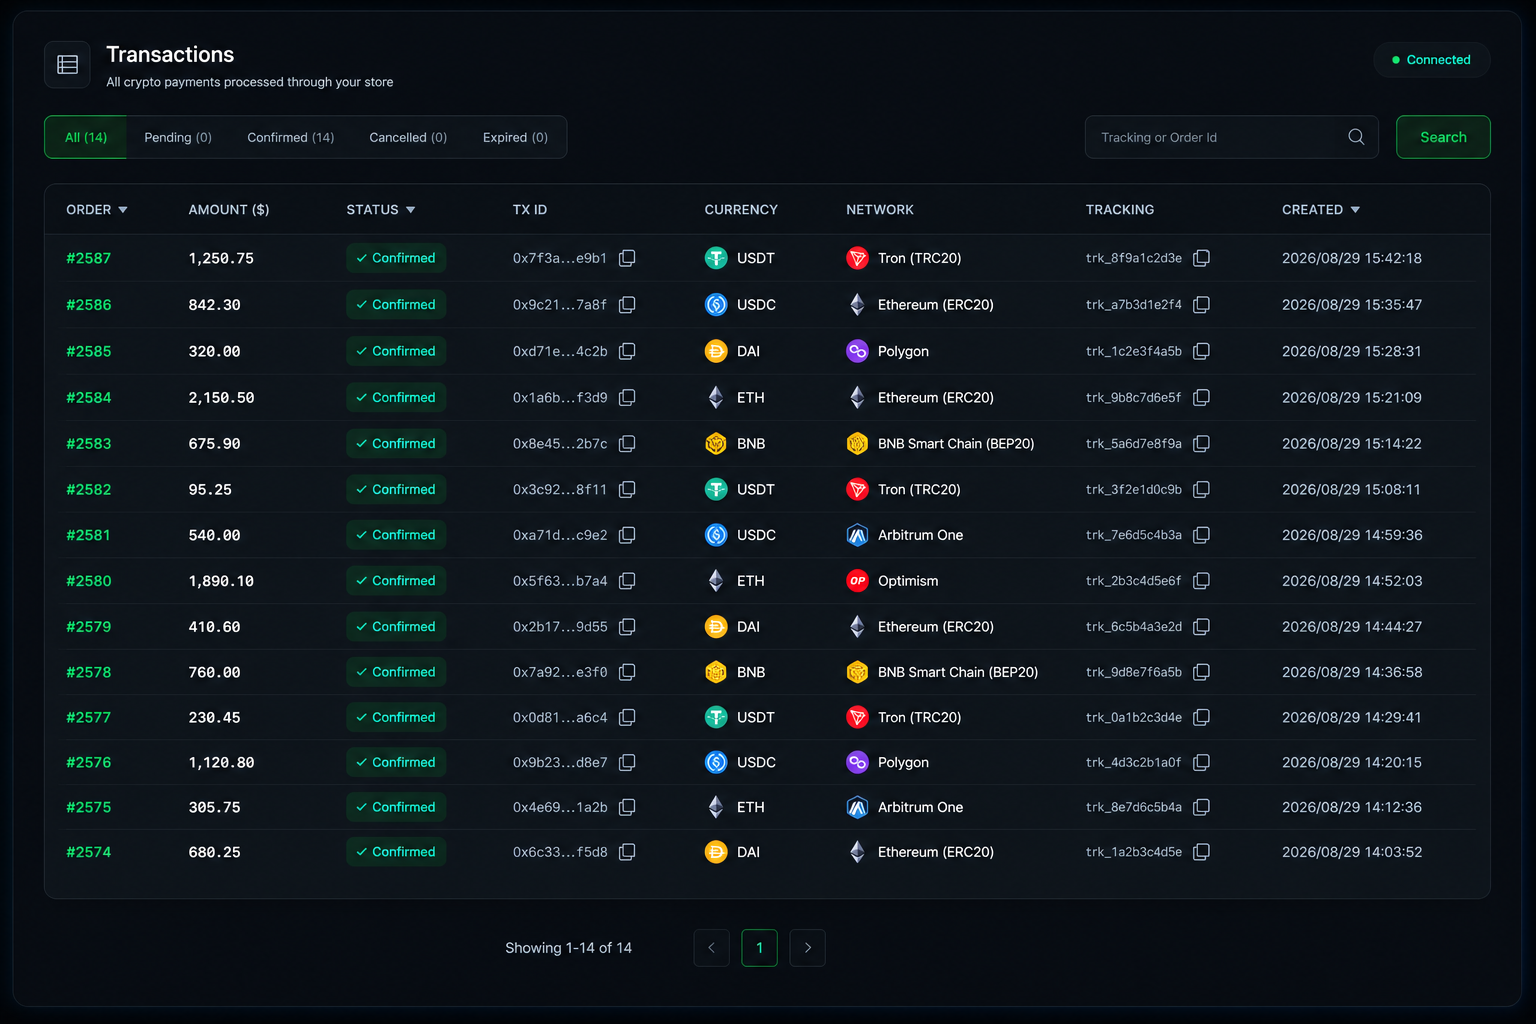 Transactions
All crypto payments processed through your store
Connected
All (14) Pending (0) Confirmed (14) Cancelled (0) Expired (0) Tracking or Order Id Search
ORDER AMOUNT ($) STATUS TX ID CURRENCY NETWORK TRACKING CREATED
#2587 1,250.75 Confirmed 0x7f3a...e9b1 USDT Tron (TRC20) trk_8f9a1c2d3e 2026/08/29 15:42:18
#2586 842.30 Confirmed 0x9c21...7a8f USDC Ethereum (ERC20) trk_a7b3d1e2f4 2026/08/29 15:35:47
#2585 320.00 Confirmed 0xd71e...4c2b DAI Polygon trk_1c2e3f4a5b 2026/08/29 15:28:31
#2584 2,150.50 Confirmed 0x1a6b...f3d9 ETH Ethereum (ERC20) trk_9b8c7d6e5f 2026/08/29 15:21:09
#2583 675.90 Confirmed 0x8e45...2b7c BNB BNB Smart Chain (BEP20) trk_5a6d7e8f9a 2026/08/29 15:14:22
#2582 95.25 Confirmed 0x3c92...8f11 USDT Tron (TRC20) trk_3f2e1d0c9b 2026/08/29 15:08:11
#2581 540.00 Confirmed 0xa71d...c9e2 USDC Arbitrum One trk_7e6d5c4b3a 2026/08/29 14:59:36
#2580 1,890.10 Confirmed 0x5f63...b7a4 ETH OP Optimism trk_2b3c4d5e6f 2026/08/29 14:52:03
#2579 410.60 Confirmed 0x2b17...9d55 DAI Ethereum (ERC20) trk_6c5b4a3e2d 2026/08/29 14:44:27
#2578 760.00 Confirmed 0x7a92...e3f0 BNB BNB Smart Chain (BEP20) trk_9d8e7f6a5b 2026/08/29 14:36:58
#2577 230.45 Confirmed 0x0d81...a6c4 USDT Tron (TRC20) trk_0a1b2c3d4e 2026/08/29 14:29:41
#2576 1,120.80 Confirmed 0x9b23...d8e7 USDC Polygon trk_4d3c2b1a0f 2026/08/29 14:20:15
#2575 305.75 Confirmed 0x4e69...1a2b ETH Arbitrum One trk_8e7d6c5b4a 2026/08/29 14:12:36
#2574 680.25 Confirmed 0x6c33...f5d8 DAI Ethereum (ERC20) trk_1a2b3c4d5e 2026/08/29 14:03:52
Showing 1-14 of 14 1